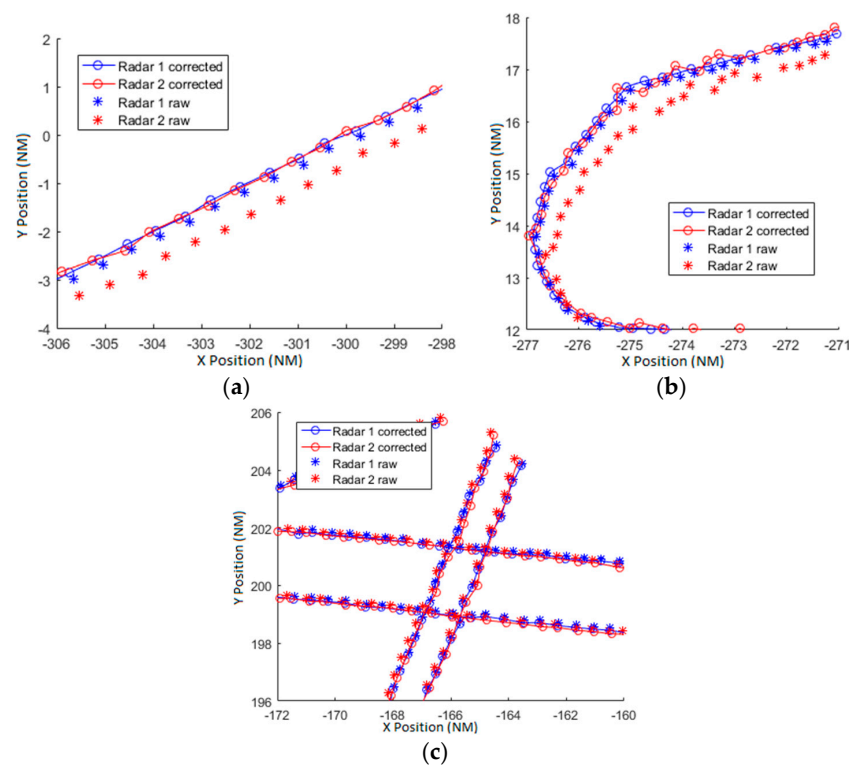 2
1
0
-1
-2
-3
-4
Y Position (NM)
Radar 1 corrected
Radar 2 corrected
Radar 1 raw
Radar 2 raw
-306 -305 -304 -303 -302 -301 -300 -299 -298
X Position (NM)
(a)
18
17
16
15
14
13
12
Y Position (NM)
Radar 1 corrected
Radar 2 corrected
Radar 1 raw
Radar 2 raw
-277 -276 -275 -274 -273 -272 -271
X Position (NM)
(b)
206
204
202
200
198
196
Y Position (NM)
Radar 1 corrected
Radar 2 corrected
Radar 1 raw
Radar 2 raw
-172 -170 -168 -166 -164 -162 -160
X Position (NM)
(c)